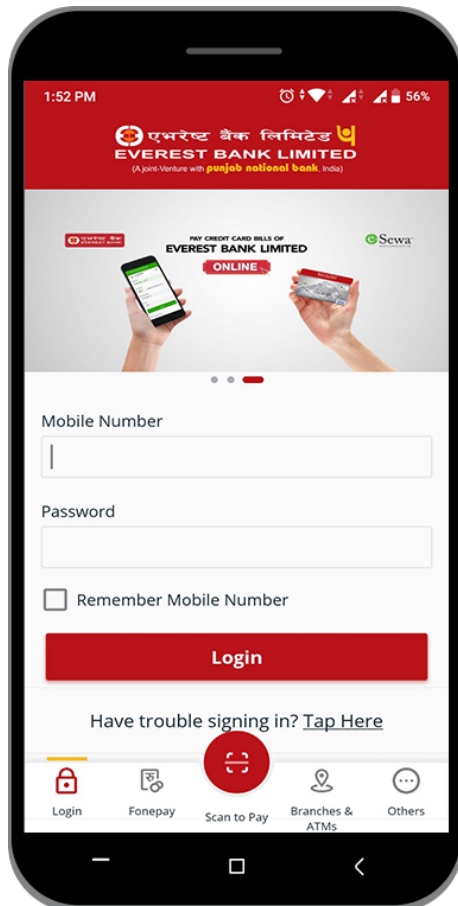 1:52 PM
56%
एभरेष्ट बैंक लिमिटेड
EVEREST BANK LIMITED
(A joint-Venture with punjab national bank, India)
PAY CREDIT CARD BILLS OF
EVEREST BANK LIMITED
ONLINE
eSewa
Mobile Number
Password
Remember Mobile Number
Login
Have trouble signing in? Tap Here
Login
Fonepay
Scan to Pay
Branches &
ATMs
Others